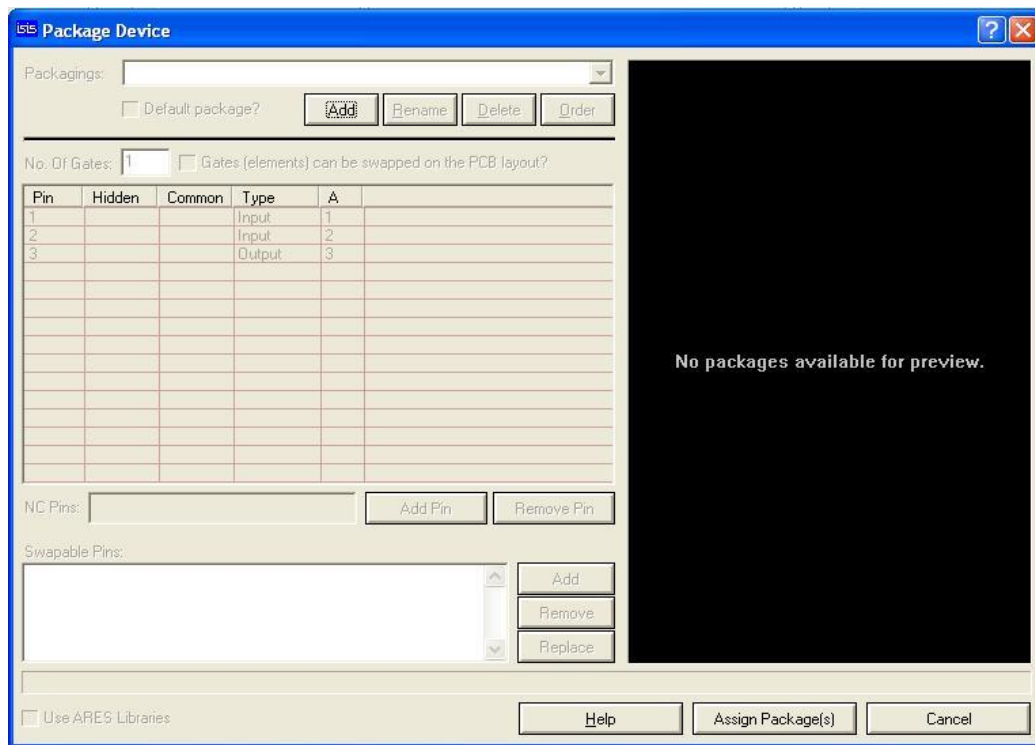 isis Package Device
Packagings:
Default package? Add Rename Delete Order
No. Of Gates: 1 Gates (elements) can be swapped on the PCB layout?
Pin Hidden Common Type A
1 Input 1
2 Input 2
3 Output 3
No packages available for preview.
NC Pins: Add Pin Remove Pin
Swapable Pins:
Add
Remove
Replace
Use ARES Libraries
Help Assign Package(s) Cancel